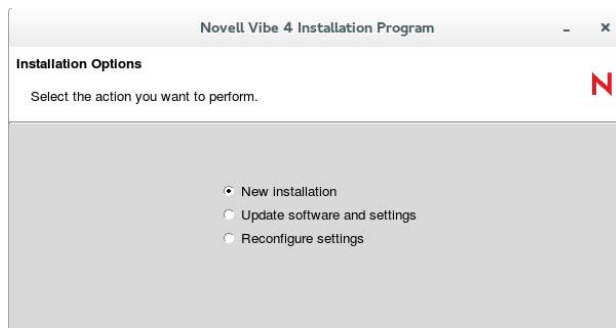 Novell Vibe 4 Installation Program
Installation Options
Select the action you want to perform.
N
New installation
Update software and settings
Reconfigure settings